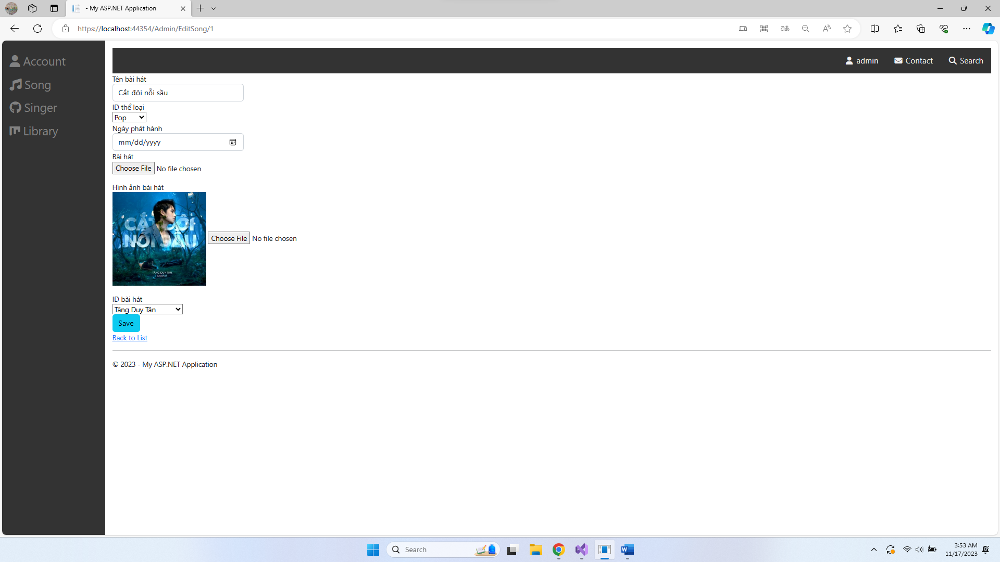 - My ASP.NET Application
https://localhost:44354/Admin/EditSong/1
Account
Song
Singer
Library
admin
Contact
Search
Tên bài hát
Cắt đôi nỗi sầu
ID thể loại
Pop
Ngày phát hành
mm/dd/yyyy
Bài hát
Choose File No file chosen
Hình ảnh bài hát
CẮT ĐÔI
NỖI SẦU
TĂNG DUY TÂN
DRUM7
Choose File No file chosen
ID bài hát
Tăng Duy Tân
Save
Back to List
© 2023 - My ASP.NET Application
Search
3:53 AM
11/17/2023